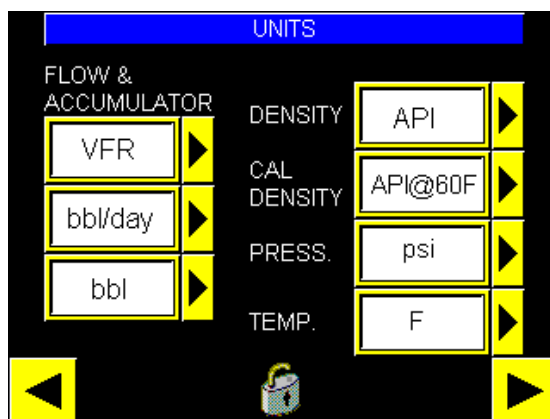 UNITS
FLOW &
ACCUMULATOR
VFR
bbl/day
bbl
DENSITY
API
CAL
DENSITY
API@60F
PRESS.
psi
TEMP.
F